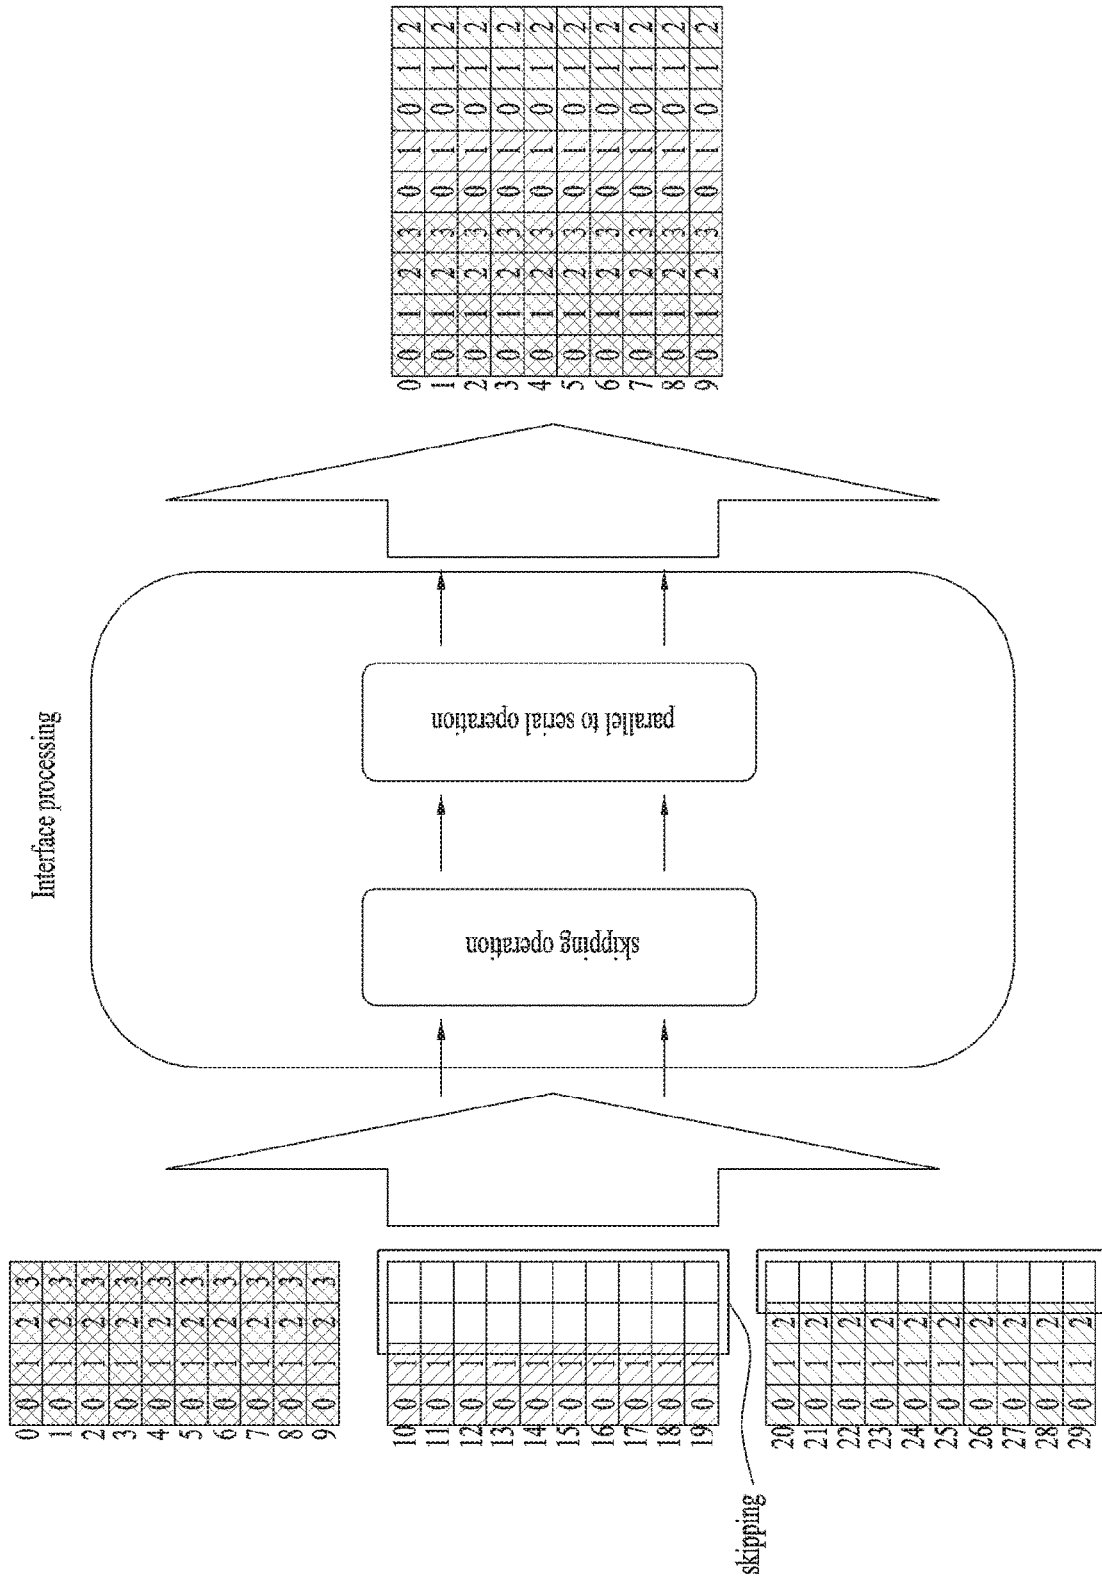 Interface processing
0 0 1 2 3
1 0 1 2 3
2 0 1 2 3
3 0 1 2 3
4 0 1 2 3
5 0 1 2 3
6 0 1 2 3
7 0 1 2 3
8 0 1 2 3
9 0 1 2 3
10 0 1
11 0 1
12 0 1
13 0 1
14 0 1
15 0 1
16 0 1
17 0 1
18 0 1
19 0 1
skipping
20 0 1 2
21 0 1 2
22 0 1 2
23 0 1 2
24 0 1 2
25 0 1 2
26 0 1 2
27 0 1 2
28 0 1 2
29 0 1 2
skipping operation
parallel to serial operation
0 0 1 2 3 0 1 0 1 2
1 0 1 2 3 0 1 0 1 2
2 0 1 2 3 0 1 0 1 2
3 0 1 2 3 0 1 0 1 2
4 0 1 2 3 0 1 0 1 2
5 0 1 2 3 0 1 0 1 2
6 0 1 2 3 0 1 0 1 2
7 0 1 2 3 0 1 0 1 2
8 0 1 2 3 0 1 0 1 2
9 0 1 2 3 0 1 0 1 2